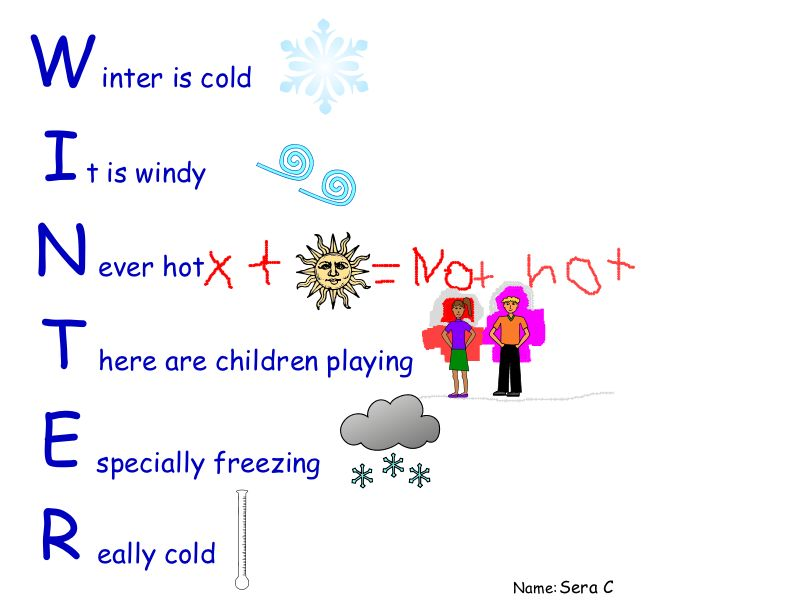 Winter is cold
It is windy
Never hot x + = Not hot
There are children playing
Especially freezing
Really cold
Name: Sera C